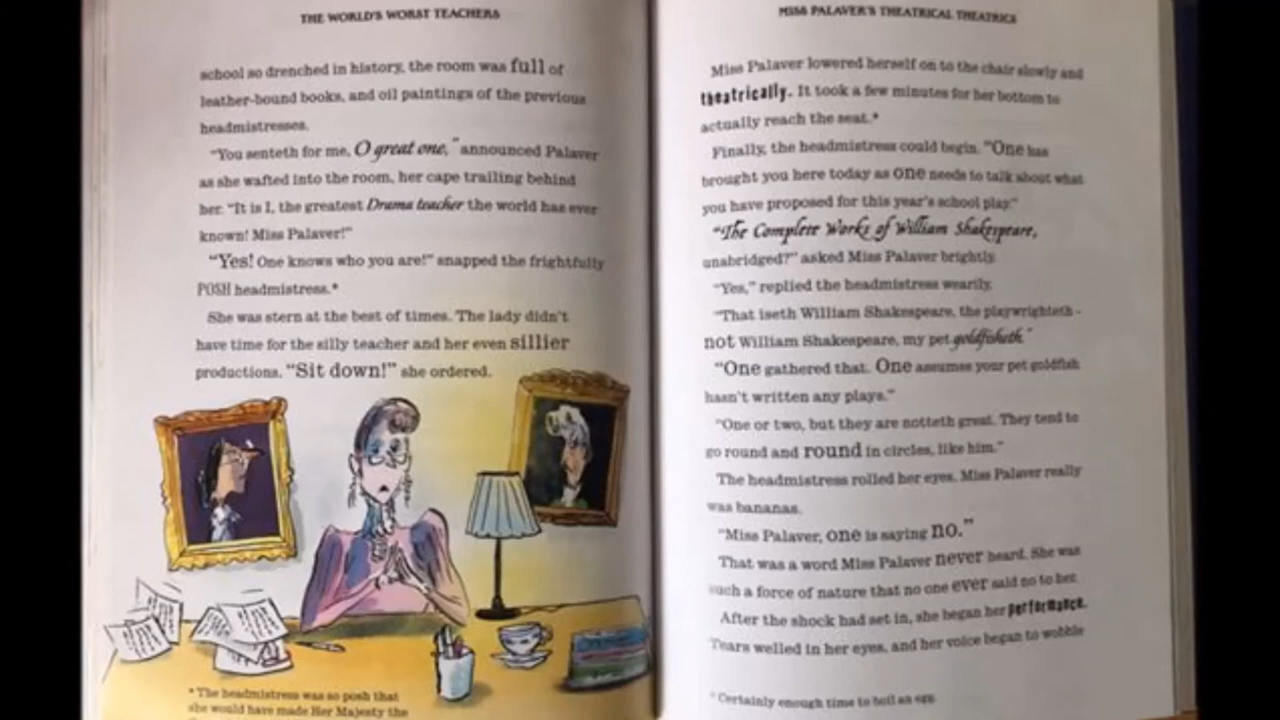 THE WORLD'S WORST TEACHERS
school so drenched in history, the room was full of
leather-bound books, and oil paintings of the previous
headmistresses.
"You senteth for me, O great one," announced Palaver
as she wafted into the room, her cape trailing behind
her. "It is I, the greatest Drama teacher the world has ever
known! Miss Palaver!"
"Yes! One knows who you are!" snapped the frightfully
POSH headmistress.*
She was stern at the best of times. The lady didn't
have time for the silly teacher and her even sillier
productions. "Sit down!" she ordered.
* The headmistress was so posh that
she would have made Her Majesty the
MISS PALAVER'S THEATRICAL THEATRICS
Miss Palaver lowered herself on to the chair slowly and
theatrically. It took a few minutes for her bottom to
actually reach the seat.*
Finally, the headmistress could begin. "One has
brought you here today as one needs to talk about what
you have proposed for this year's school play."
"The Complete Works of William Shakespeare,
unabridged?" asked Miss Palaver brightly.
"Yes," replied the headmistress wearily.
"That iseth William Shakespeare, the playwrighteth –
not William Shakespeare, my pet goldfisheth."
"One gathered that. One assumes your pet goldfish
hasn't written any plays."
"One or two, but they are notteth great. They tend to
go round and round in circles, like him."
The headmistress rolled her eyes. Miss Palaver really
was bananas.
"Miss Palaver, one is saying no."
That was a word Miss Palaver never heard. She was
such a force of nature that no one ever said no to her.
After the shock had set in, she began her performance.
Tears welled in her eyes, and her voice began to wobble
* Certainly enough time to boil an egg.